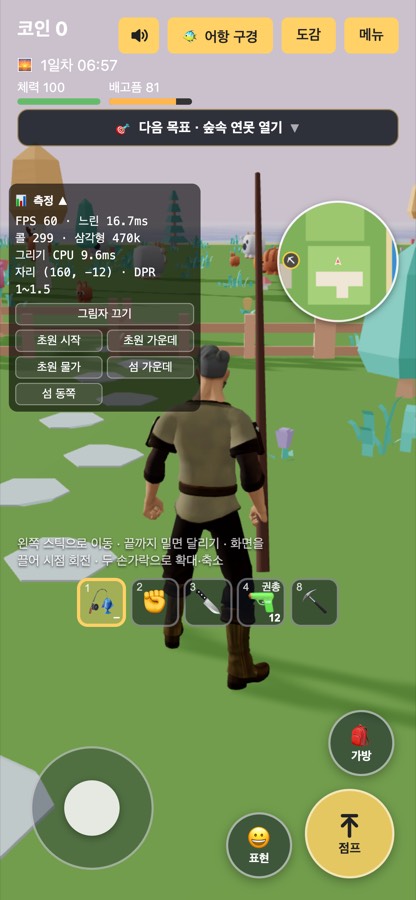 코인 0
어항 구경
도감
메뉴
1일차 06:57
체력 100 배고픔 81
다음 목표 · 숲속 연못 열기 ▼
측정 ▲
FPS 60 · 느린 16.7ms
콜 299 · 삼각형 470k
그리기 CPU 9.6ms
자리 (160, −12) · DPR
1~1.5
그림자 끄기
초원 시작 초원 가운데
초원 물가 섬 가운데
섬 동쪽
왼쪽 스틱으로 이동 · 끝까지 밀면 달리기 · 화면을
끌어 시점 회전 · 두 손가락으로 확대·축소
1 2 3 4 권총 8
– 12
가방
점프
표현